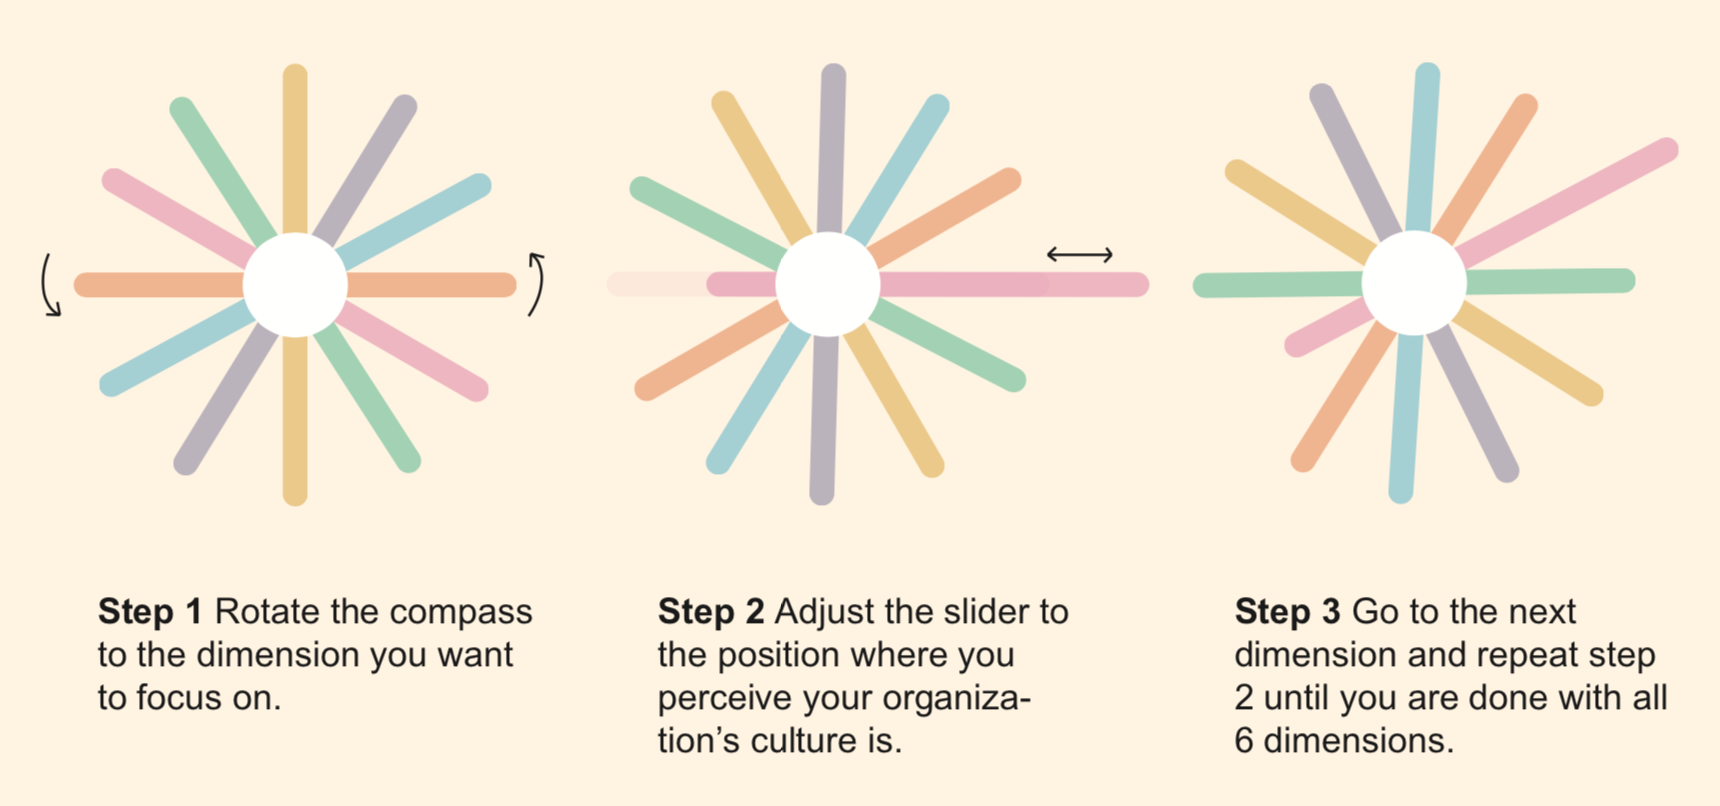 Step 1 Rotate the compass
to the dimension you want
to focus on.
Step 2 Adjust the slider to
the position where you
perceive your organiza-
tion’s culture is.
Step 3 Go to the next
dimension and repeat step
2 until you are done with all
6 dimensions.